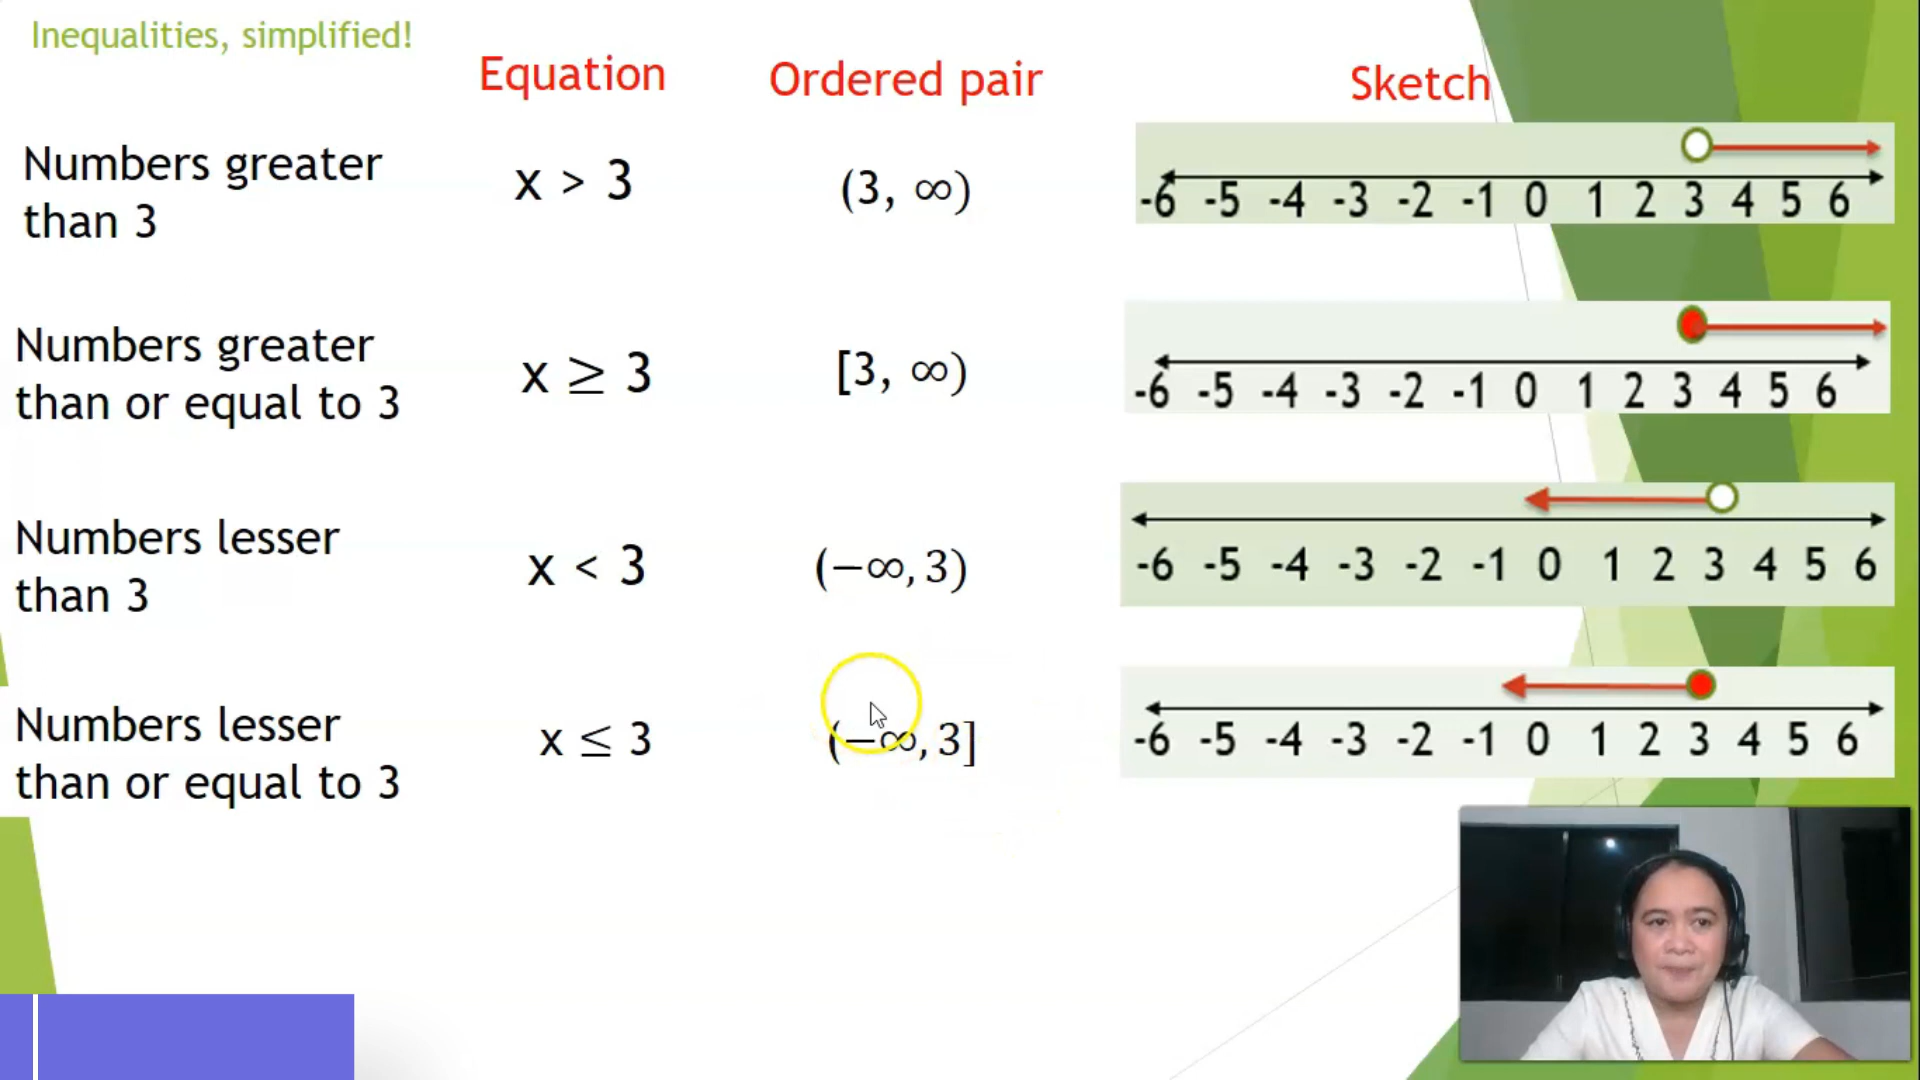 Inequalities, simplified!
Equation
Ordered pair
Sketch
Numbers greater
than 3
x > 3
(3, ∞)
-6 -5 -4 -3 -2 -1 0 1 2 3 4 5 6
Numbers greater
than or equal to 3
x ≥ 3
[3, ∞)
-6 -5 -4 -3 -2 -1 0 1 2 3 4 5 6
Numbers lesser
than 3
x < 3
(−∞, 3)
-6 -5 -4 -3 -2 -1 0 1 2 3 4 5 6
Numbers lesser
than or equal to 3
x ≤ 3
(−∞, 3]
-6 -5 -4 -3 -2 -1 0 1 2 3 4 5 6